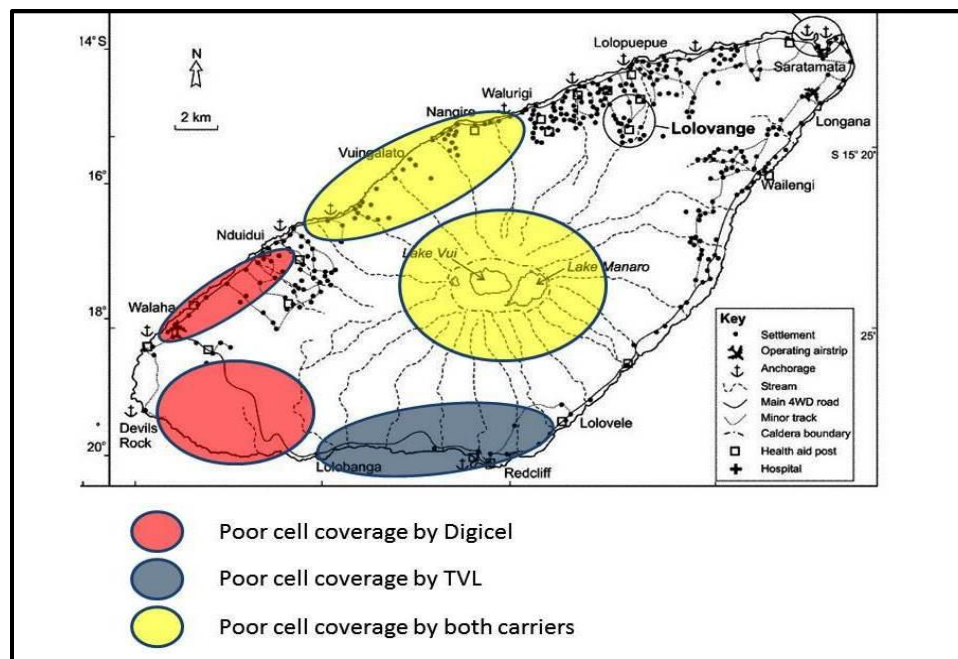 14°S
N
2 km
Lolopuepue
Saratamata
Walurigi
Nangire
Longana
Lolovange
S 15° 20
Vuingalato
16°
Wailengi
Nduidui
Lake Vui
Lake Manaro
Walaha
18°
25'
Key
Settlement
Operating airstrip
Anchorage
Stream
Main 4WD road
Minor track
Caldera boundary
Health aid post
Hospital
Devils
Rock
Lolovele
20°
Lolobanga
Redcliff
Poor cell coverage by Digicel
Poor cell coverage by TVL
Poor cell coverage by both carriers